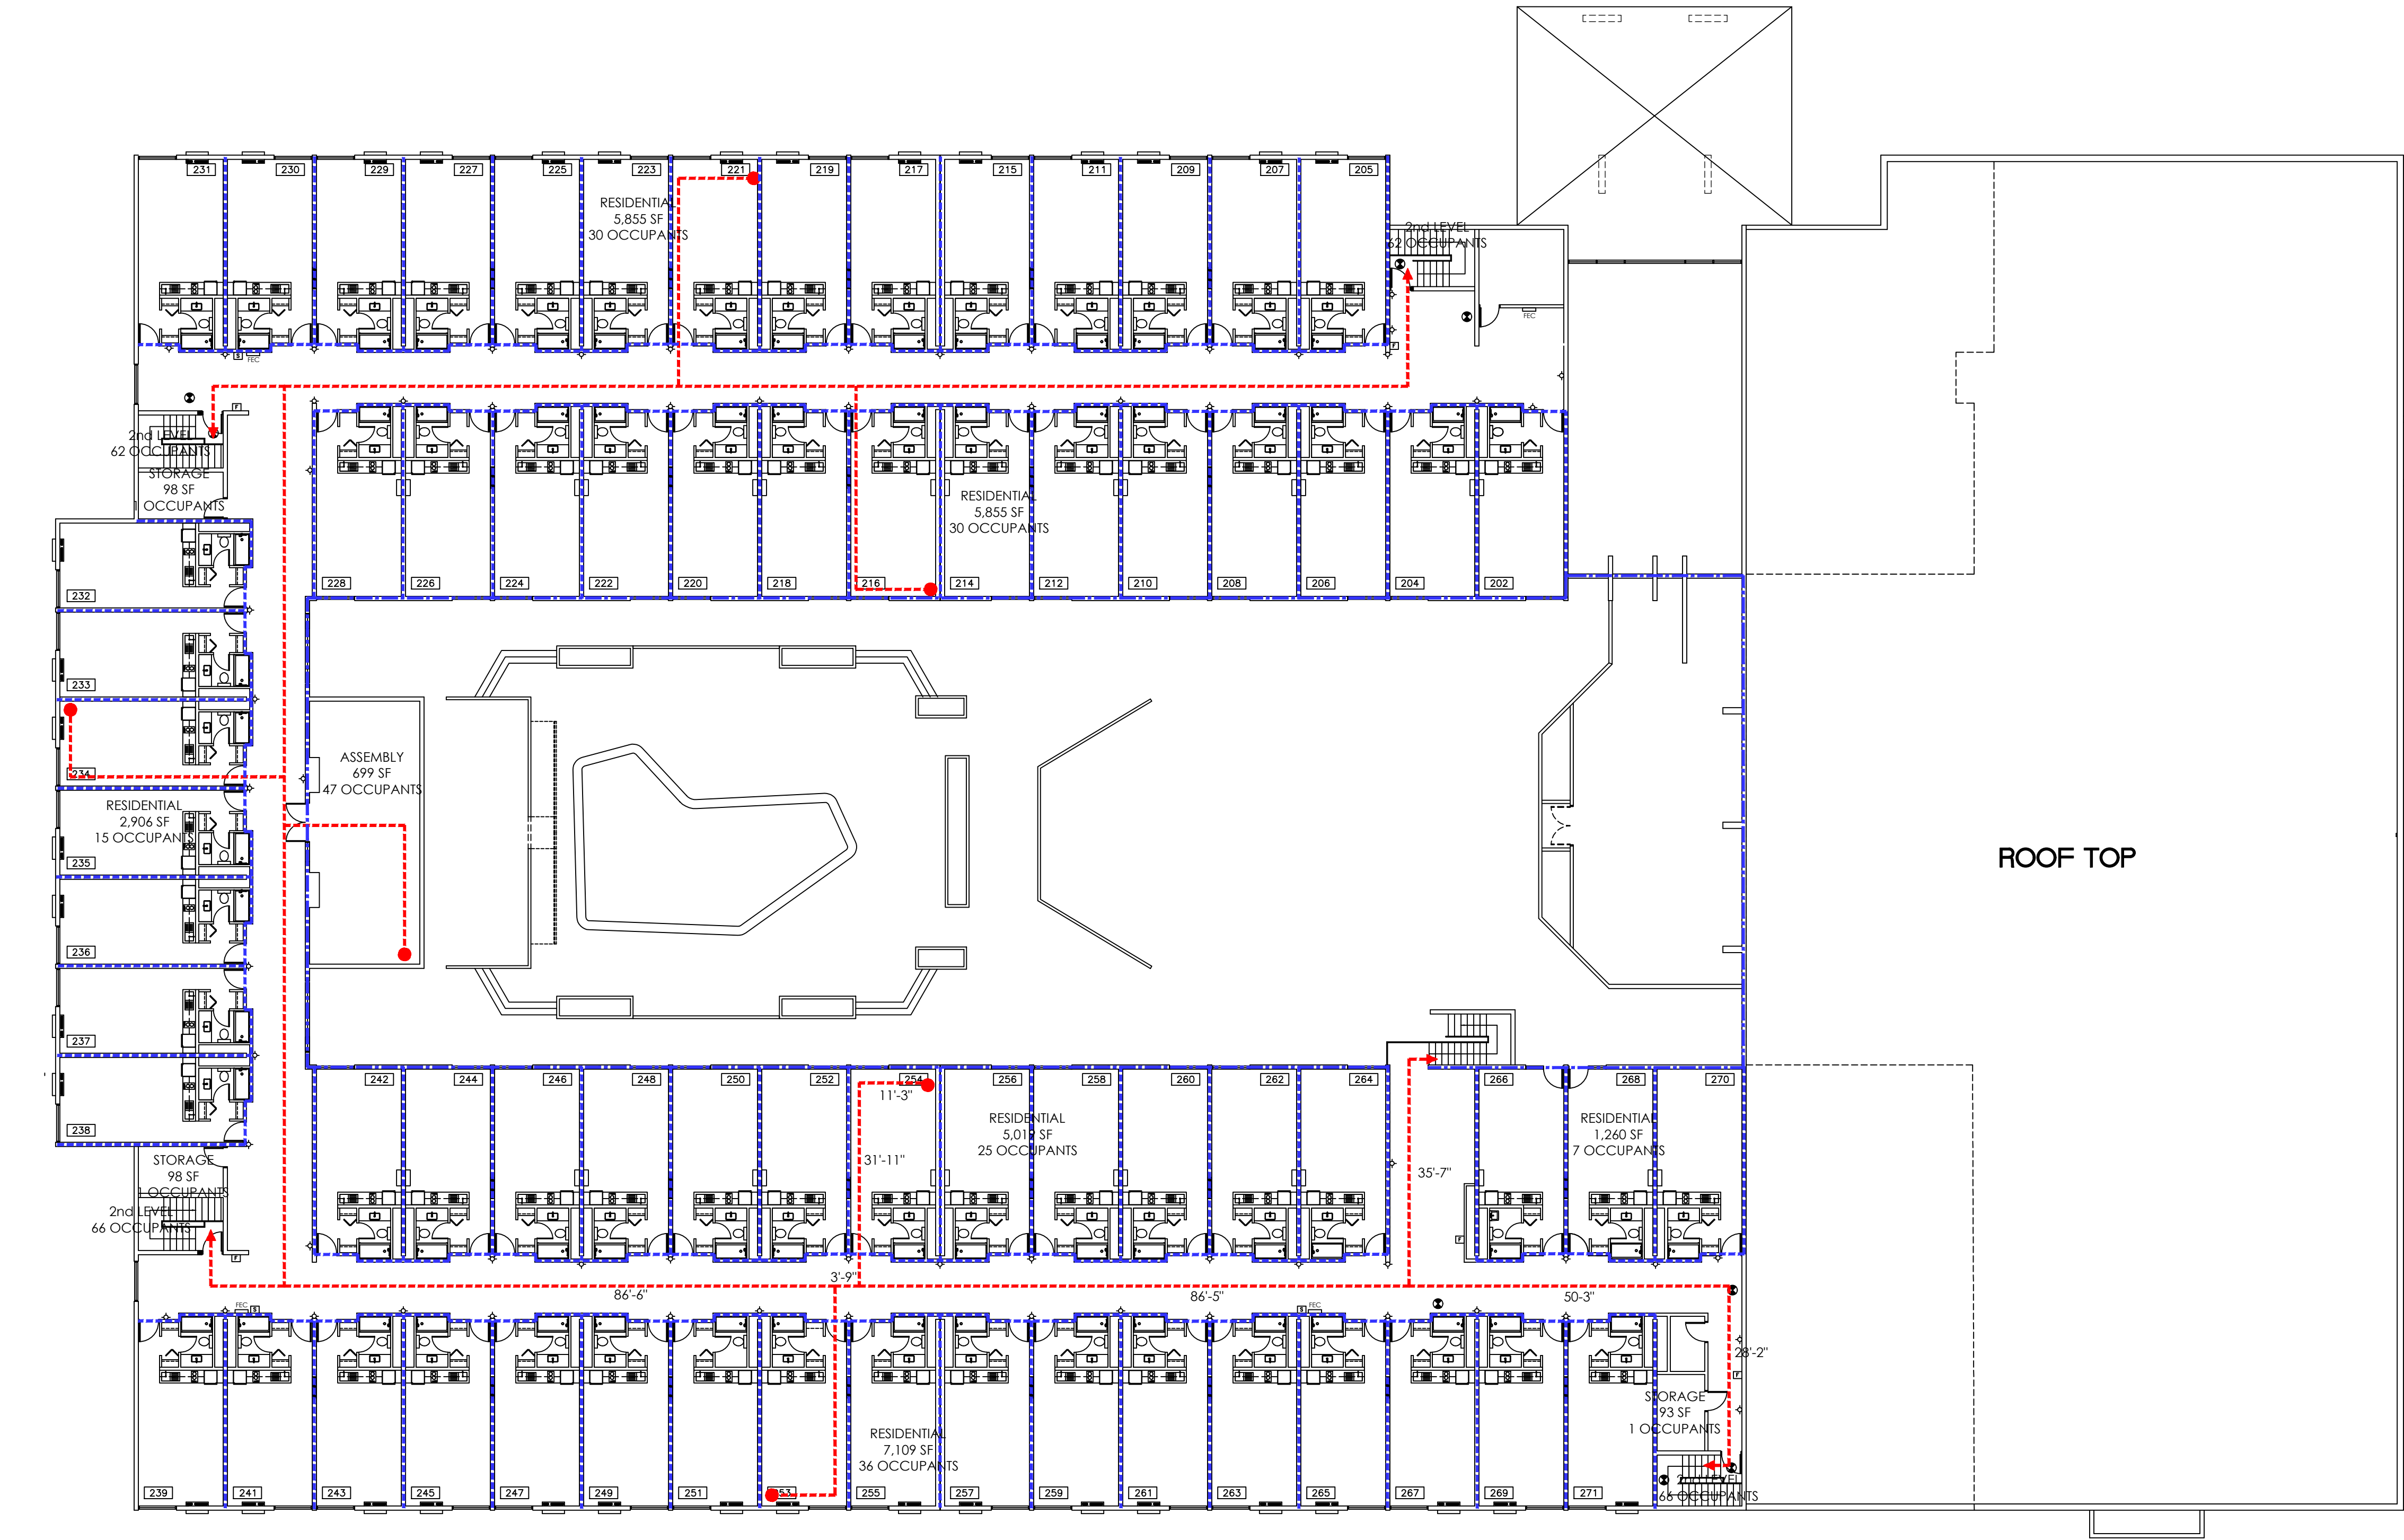 231
230
229
227
225
223
221
219
217
215
211
209
207
205
RESIDENTIAL
5,855 SF
30 OCCUPANTS
2nd LEVEL
62 OCCUPANTS
FEC
S
FEC
F
F
2nd LEVEL
62 OCCUPANTS
STORAGE
98 SF
1 OCCUPANTS
RESIDENTIAL
5,855 SF
30 OCCUPANTS
228
226
224
222
220
218
216
214
212
210
208
206
204
202
232
233
234
ASSEMBLY
699 SF
47 OCCUPANTS
RESIDENTIAL
2,906 SF
15 OCCUPANTS
235
236
237
238
ROOF TOP
242
244
246
248
250
252
254
256
258
260
262
264
266
268
270
11'-3"
RESIDENTIAL
5,019 SF
25 OCCUPANTS
RESIDENTIAL
1,260 SF
7 OCCUPANTS
31'-11"
35'-7"
STORAGE
98 SF
1 OCCUPANTS
2nd LEVEL
66 OCCUPANTS
F
F
3'-9"
86'-6"
86'-5"
50-3"
FEC
S
S
FEC
28'-2"
F
STORAGE
93 SF
1 OCCUPANTS
RESIDENTIAL
7,109 SF
36 OCCUPANTS
2nd LEVEL
66 OCCUPANTS
239
241
243
245
247
249
251
253
255
257
259
261
263
265
267
269
271